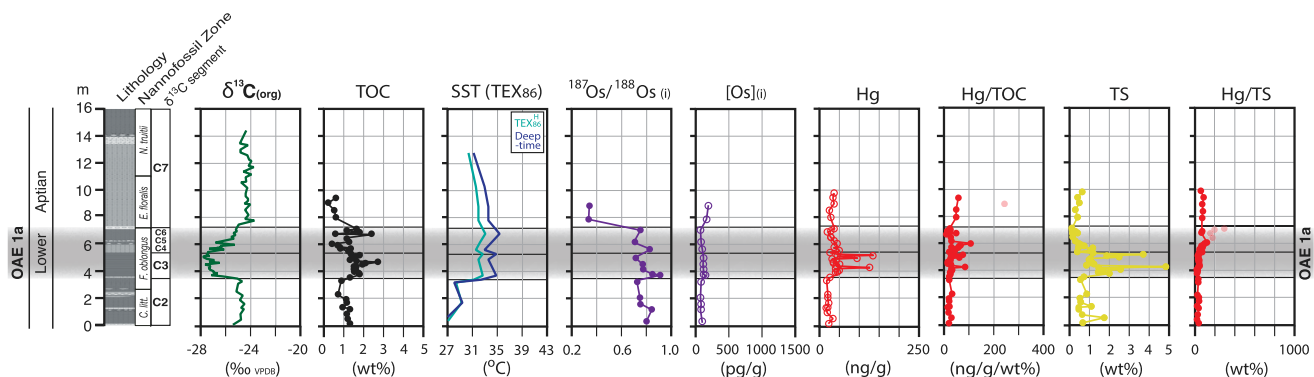 Lithology
Nannofossil Zone
δ¹³C segment
m
δ¹³C(org)
TOC
SST (TEX86)
¹⁸⁷Os/¹⁸⁸Os (i)
[Os](i)
Hg
Hg/TOC
TS
Hg/TS
16
14
12
10
8
6
4
2
0
OAE 1a
Lower
Aptian
N. truttii
E. floralis
F. oblongus
C. litt.
C7
C6
C5
C4
C3
C2
TEX86 H
Deep
-time
OAE 1a
-28 -24 -20
0 1 2 3 4 5
27 31 35 39 43
0.2 0.6 1.0
0 500 1000 1500
0 250
0 200 400
0 1 2 3 4 5
0 500 1000
(‰ VPDB)
(wt%)
(°C)
(pg/g)
(ng/g)
(ng/g/wt%)
(wt%)
(wt%)